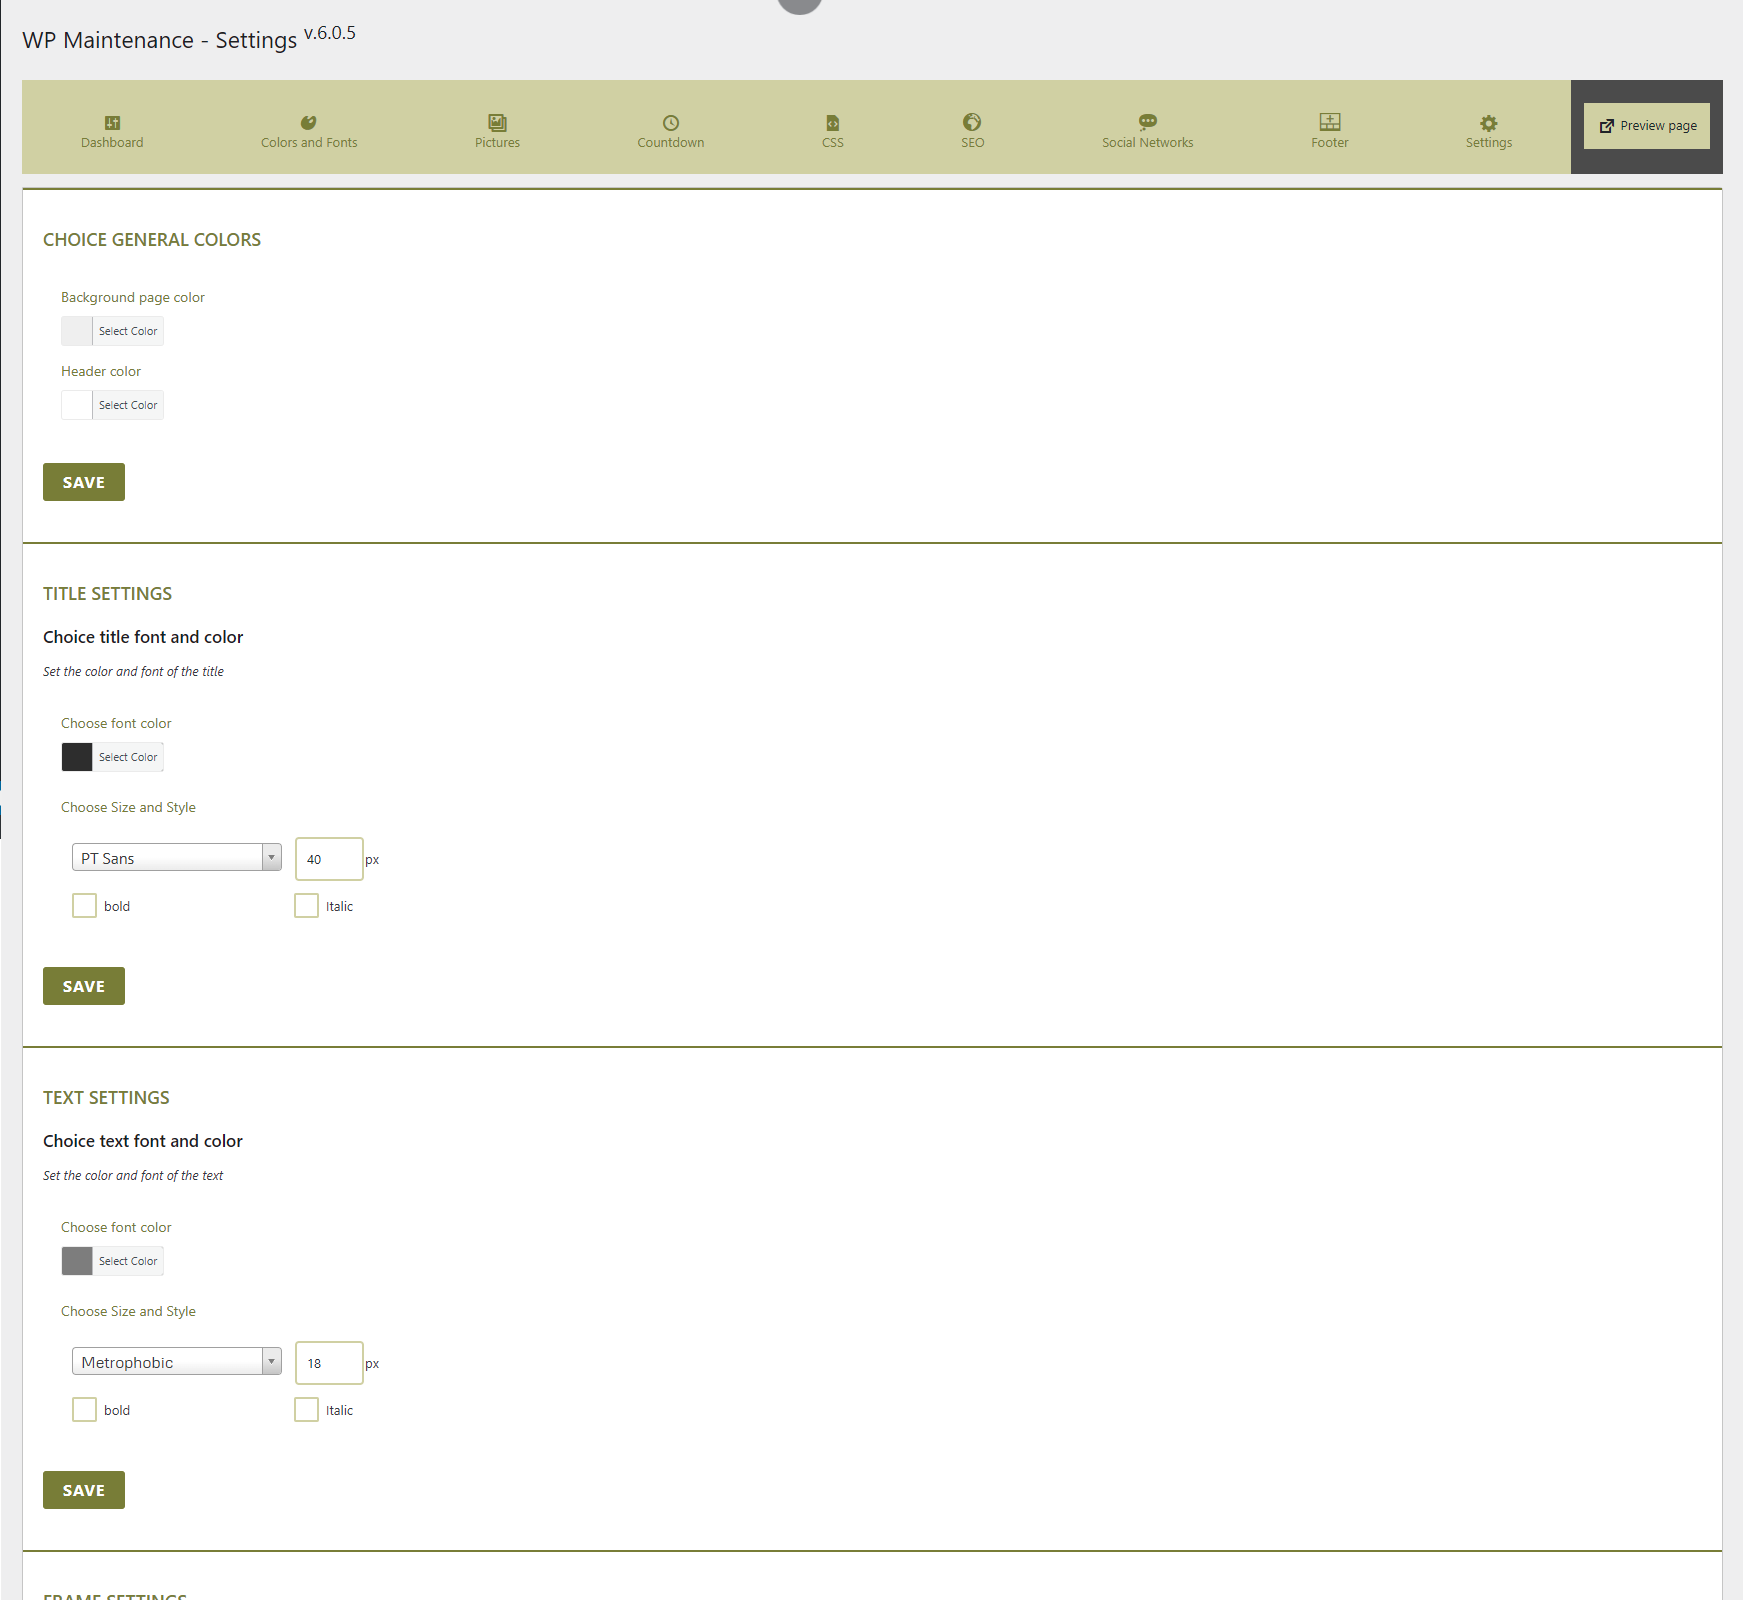 WP Maintenance - Settings v.6.0.5
Dashboard
Colors and Fonts
Pictures
Countdown
CSS
SEO
Social Networks
Footer
Settings
Preview page
CHOICE GENERAL COLORS
Background page color
Select Color
Header color
Select Color
SAVE
TITLE SETTINGS
Choice title font and color
Set the color and font of the title
Choose font color
Select Color
Choose Size and Style
PT Sans 40 px
bold Italic
SAVE
TEXT SETTINGS
Choice text font and color
Set the color and font of the text
Choose font color
Select Color
Choose Size and Style
Metrophobic 18 px
bold Italic
SAVE
FRAME SETTINGS